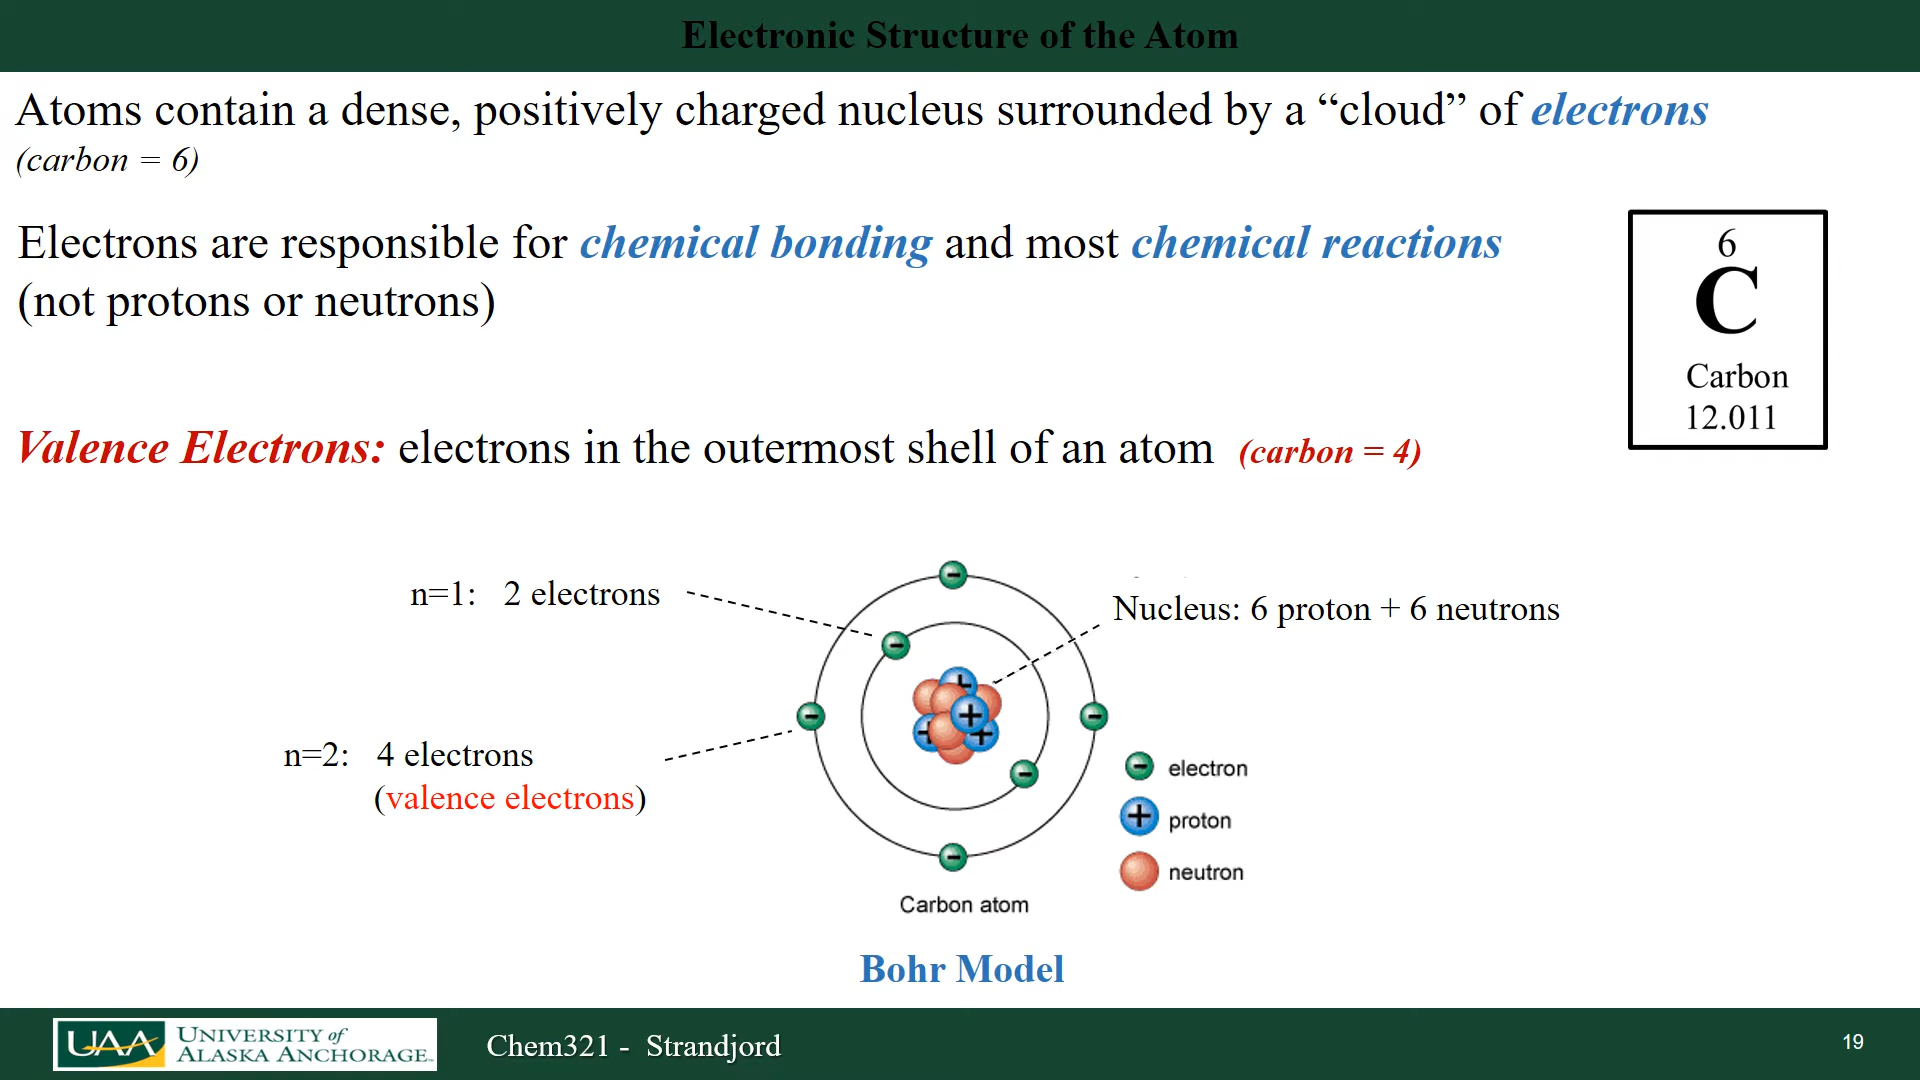 Electronic Structure of the Atom
Atoms contain a dense, positively charged nucleus surrounded by a “cloud” of electrons
(carbon = 6)
Electrons are responsible for chemical bonding and most chemical reactions
(not protons or neutrons)
6
C
Carbon
12.011
Valence Electrons: electrons in the outermost shell of an atom (carbon = 4)
n=1: 2 electrons
Nucleus: 6 proton + 6 neutrons
n=2: 4 electrons
(valence electrons)
electron
proton
neutron
Carbon atom
Bohr Model
UAA
UNIVERSITY of
ALASKA ANCHORAGE
Chem321 - Strandjord
19